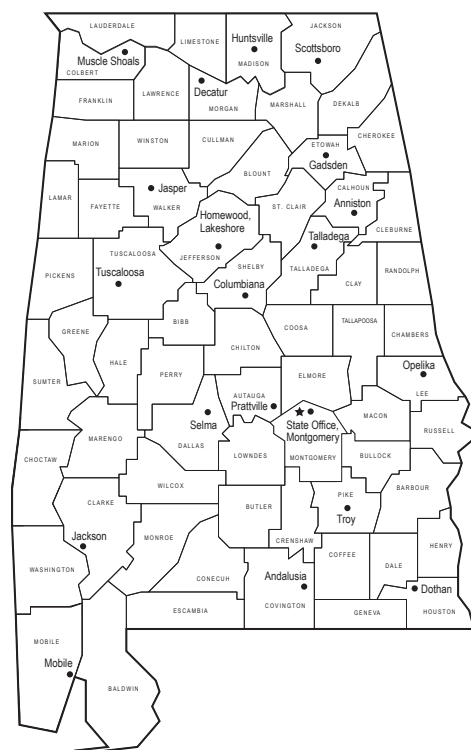 LAUDERDALE
LIMESTONE
Huntsville
MADISON
JACKSON
Scottsboro
Muscle Shoals
COLBERT
Decatur
LAWRENCE
FRANKLIN
MORGAN
MARSHALL
DEKALB
CHEROKEE
MARION
WINSTON
CULLMAN
ETOWAH
Gadsden
BLOUNT
LAMAR
FAYETTE
Jasper
WALKER
ST. CLAIR
CALHOUN
Anniston
CLEBURNE
Homewood,
Lakeshore
JEFFERSON
SHELBY
Talladega
TALLADEGA
TUSCALOOSA
Tuscaloosa
PICKENS
Columbiana
CLAY
RANDOLPH
GREENE
BIBB
CHILTON
COOSA
TALLAPOOSA
CHAMBERS
HALE
SUMTER
PERRY
ELMORE
Opelika
LEE
AUTAUGA
Prattville
Selma
State Office,
Montgomery
MACON
RUSSELL
MARENGO
DALLAS
LOWNDES
MONTGOMERY
BULLOCK
CHOCTAW
WILCOX
BARBOUR
CLARKE
BUTLER
PIKE
Troy
Jackson
MONROE
CRENSHAW
COFFEE
HENRY
WASHINGTON
CONECUH
Andalusia
DALE
Dothan
ESCAMBIA
COVINGTON
GENEVA
HOUSTON
MOBILE
Mobile
BALDWIN